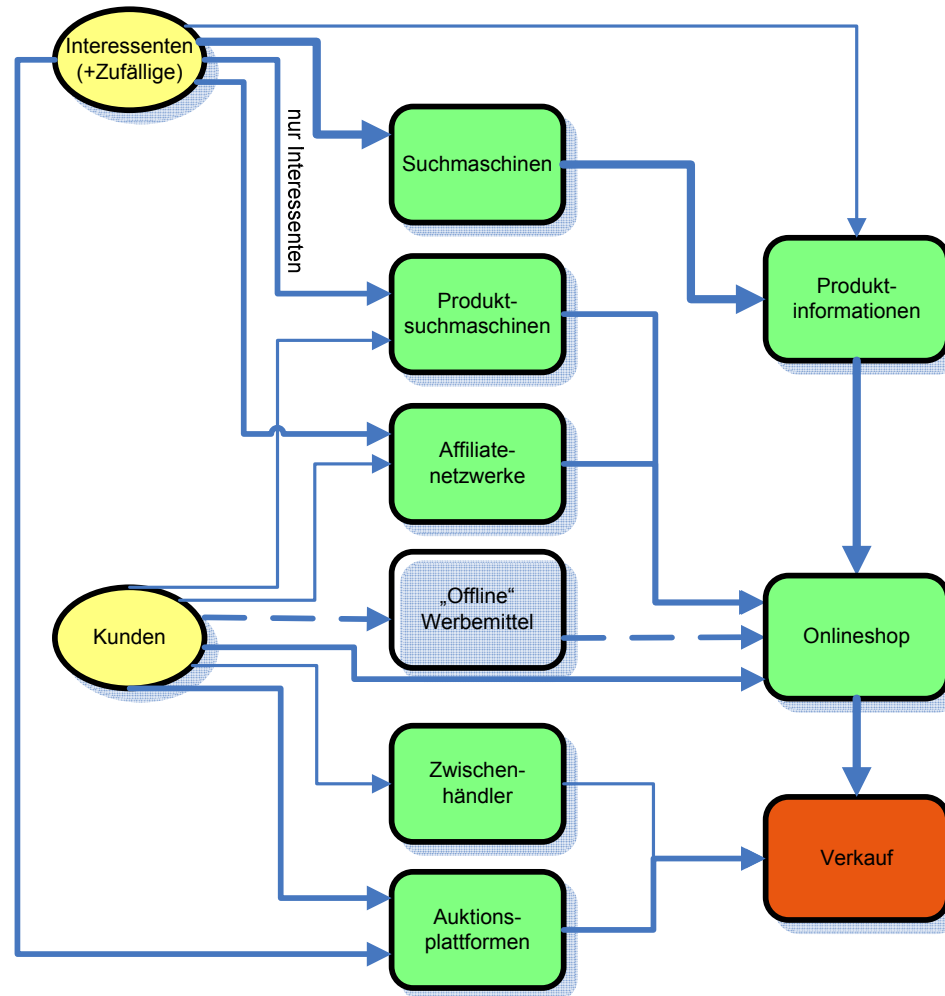 Interessenten
(+Zufällige)
nur Interessenten
Suchmaschinen
Produkt-
suchmaschinen
Produkt-
informationen
Affiliate-
netzwerke
„Offline“
Werbemittel
Kunden
Onlineshop
Zwischen-
händler
Verkauf
Auktions-
plattformen